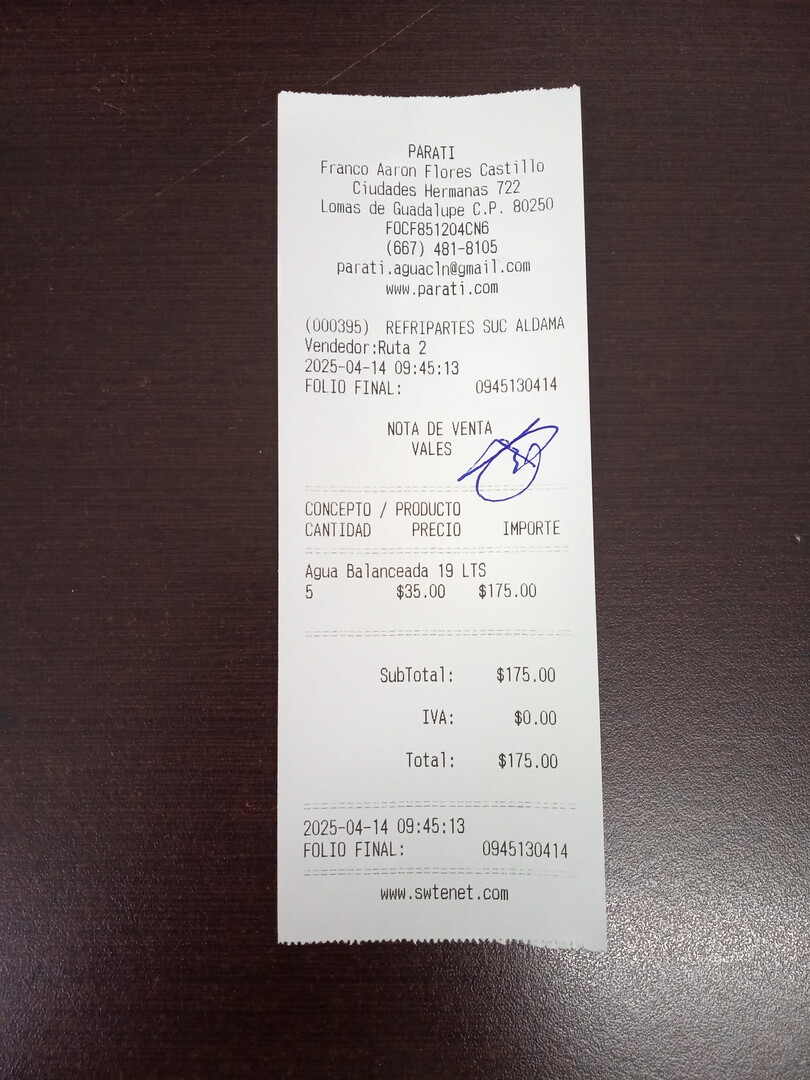 PARATI
Franco Aaron Flores Castillo
Ciudades Hermanas 722
Lomas de Guadalupe C.P. 80250
FOCF851204CN6
(667) 481-8105
parati.aguacln@gmail.com
www.parati.com
(000395) REFRIPARTES SUC ALDAMA
Vendedor:Ruta 2
2025-04-14 09:45:13
FOLIO FINAL: 0945130414
NOTA DE VENTA
VALES
CONCEPTO / PRODUCTO
CANTIDAD PRECIO IMPORTE
Agua Balanceada 19 LTS
5 $35.00 $175.00
SubTotal: $175.00
IVA: $0.00
Total: $175.00
2025-04-14 09:45:13
FOLIO FINAL: 0945130414
www.swtenet.com